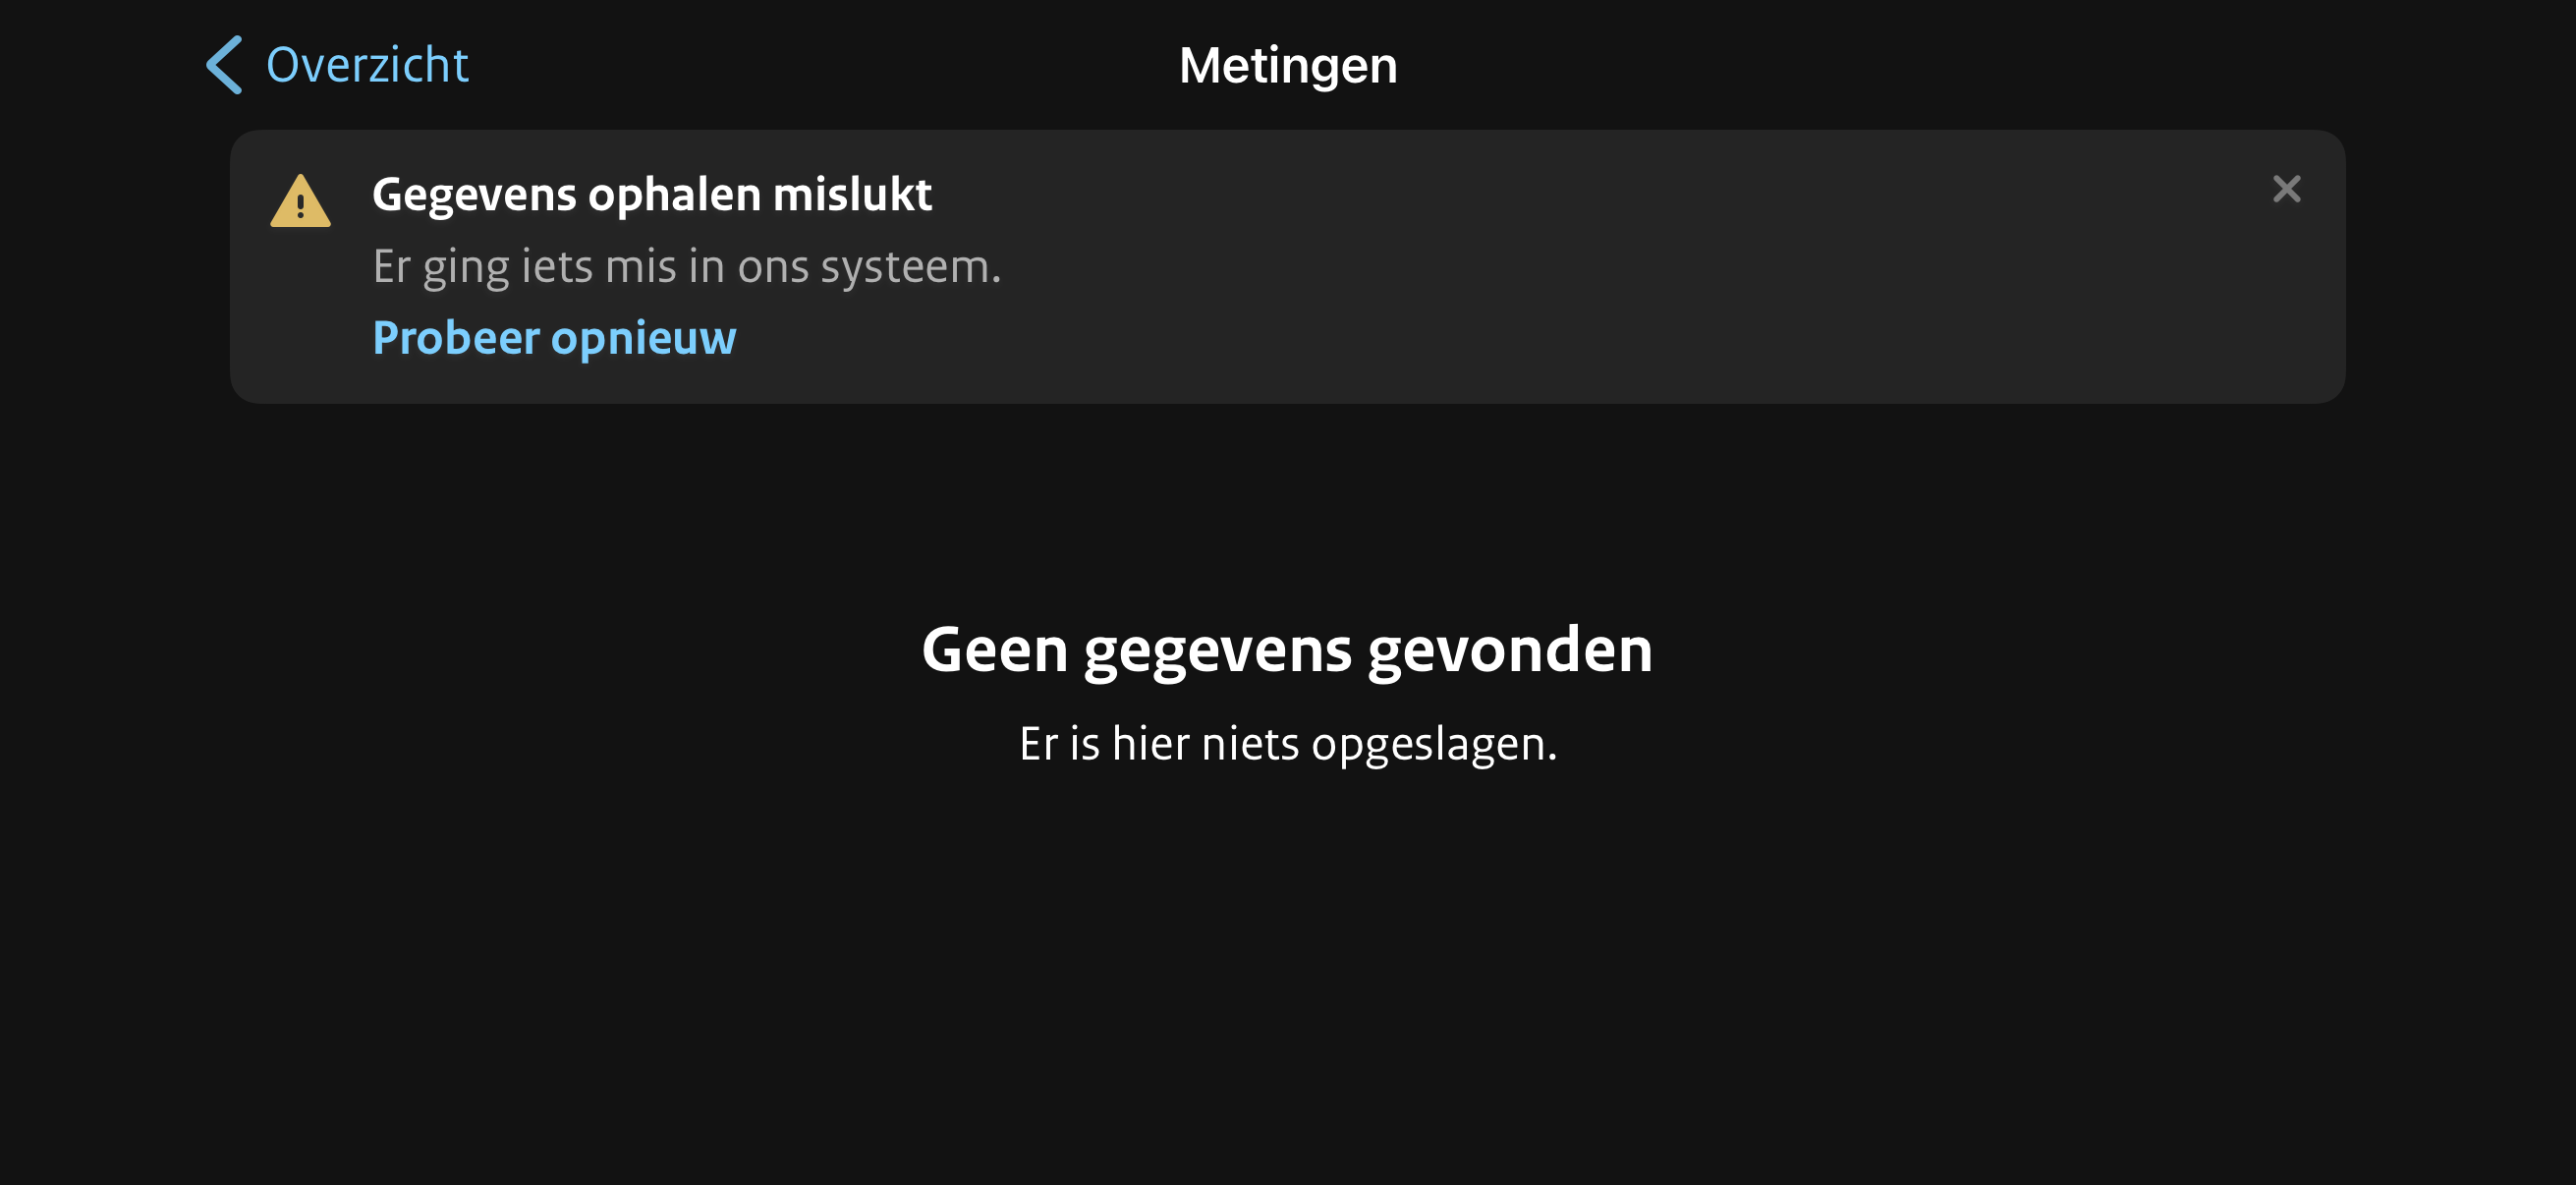 Overzicht
Metingen
Gegevens ophalen mislukt
Er ging iets mis in ons systeem.
Probeer opnieuw
Geen gegevens gevonden
Er is hier niets opgeslagen.